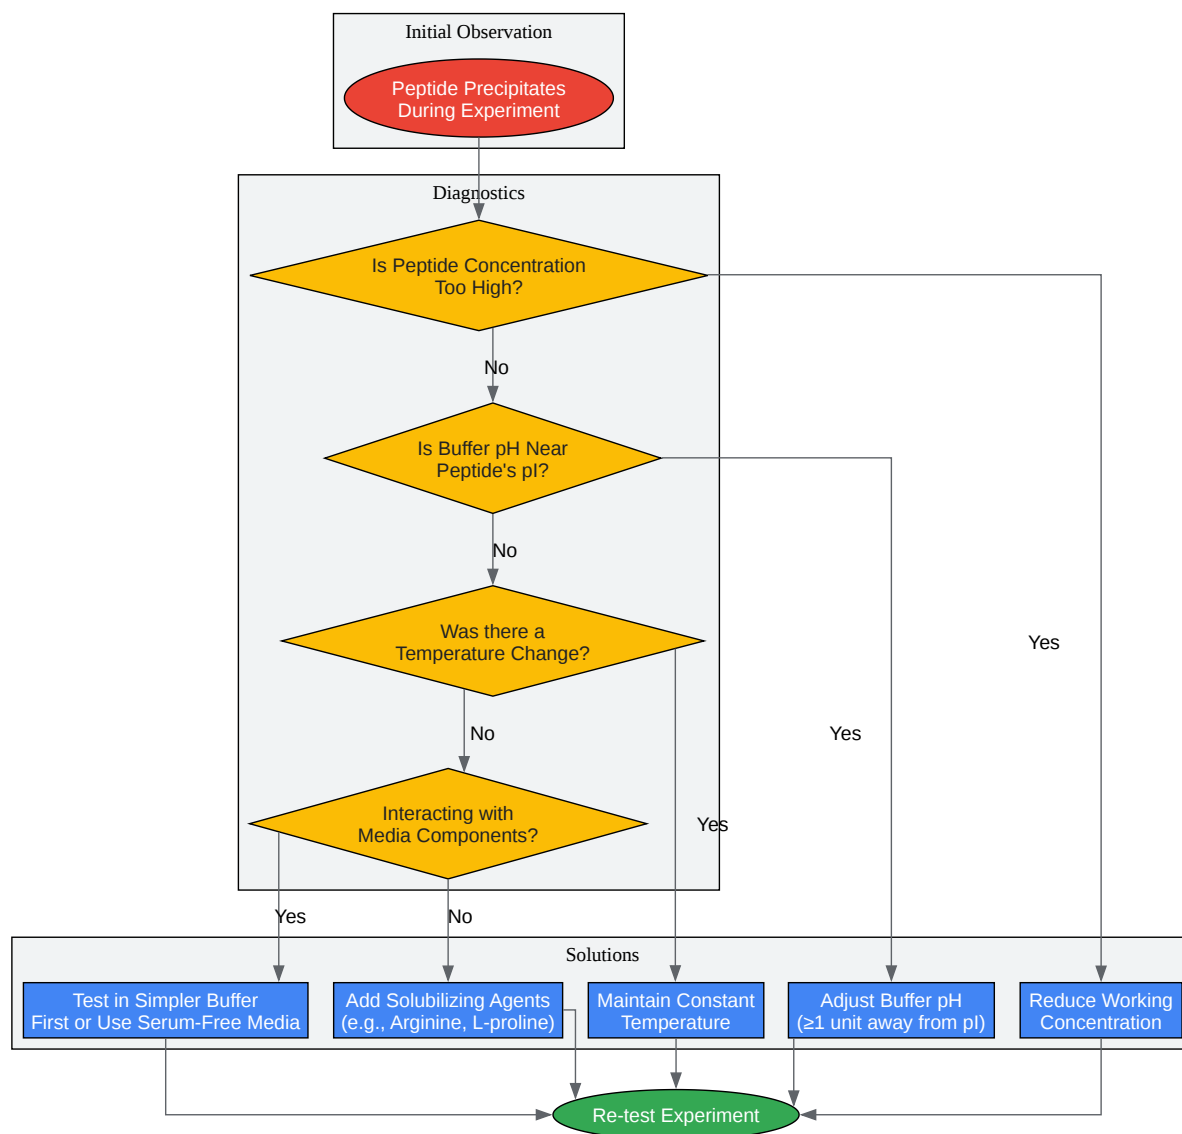 Initial Observation
Peptide Precipitates
During Experiment
Diagnostics
Is Peptide Concentration
Too High?
No
Is Buffer pH Near
Peptide's pI?
No
Was there a
Temperature Change?
Yes
No
Yes
Interacting with
Media Components?
Yes
Yes
No
Solutions
Test in Simpler Buffer
First or Use Serum-Free Media
Add Solubilizing Agents
(e.g., Arginine, L-proline)
Maintain Constant
Temperature
Adjust Buffer pH
(≥1 unit away from pI)
Reduce Working
Concentration
Re-test Experiment